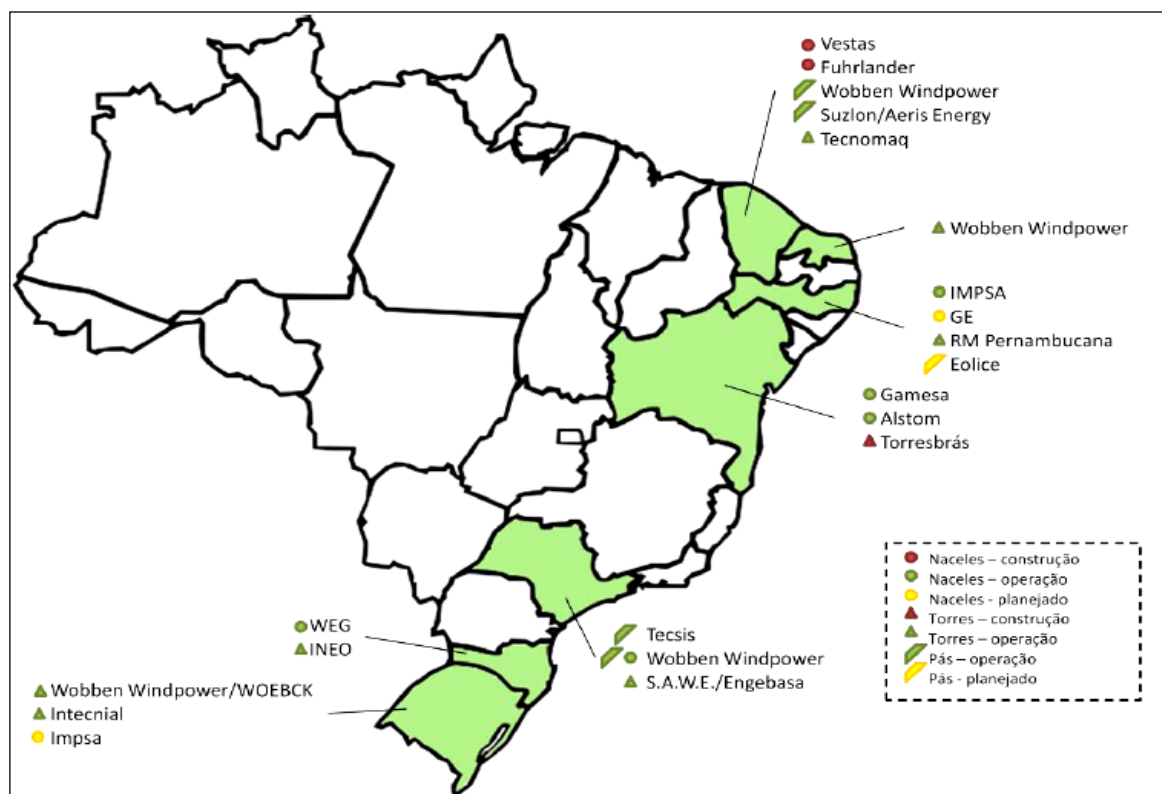 Vestas
Fuhrlander
Wobben Windpower
Suzlon/Aeris Energy
Tecnomaq
Wobben Windpower
IMPSA
GE
RM Pernambucana
Eolice
Gamesa
Alstom
Torresbrás
WEG
INEO
Tecsis
Wobben Windpower
S.A.W.E./Engebasa
Wobben Windpower/WOEBCK
Intecnial
Impsa
Naceles – construção
Naceles – operação
Naceles - planejado
Torres – construção
Torres – operação
Pás – operação
Pás - planejado